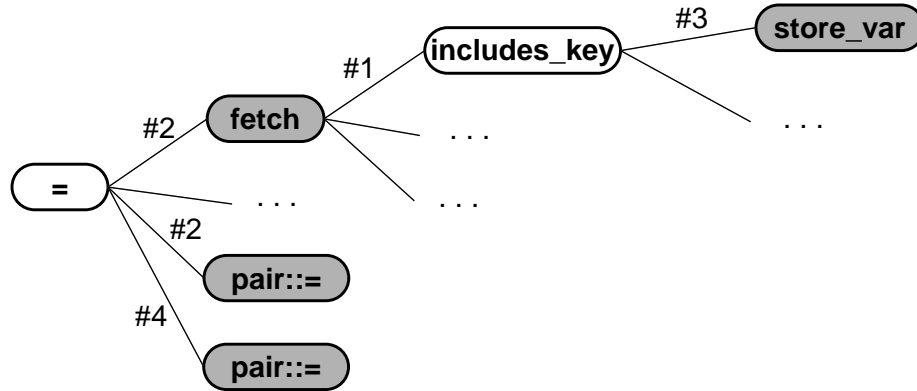 #3
store_var
includes_key
#1
. . .
#2
fetch
. . .
=
. . .
. . .
#2
pair::=
#4
pair::=